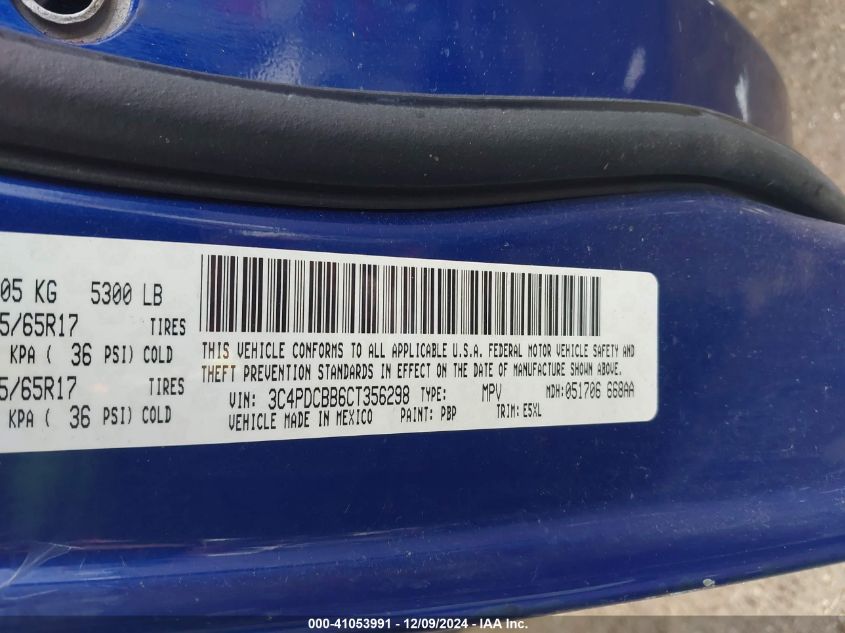 05 KG 5300 LB
5/65R17 TIRES
KPA ( 36 PSI) COLD
5/65R17 TIRES
KPA ( 36 PSI) COLD
THIS VEHICLE CONFORMS TO ALL APPLICABLE U.S.A. FEDERAL MOTOR VEHICLE SAFETY AND
THEFT PREVENTION STANDARDS IN EFFECT ON THE DATE OF MANUFACTURE SHOWN ABOVE.
VIN: 3C4PDCBB6CT356298 TYPE: MPV MDH:051706 668AA
VEHICLE MADE IN MEXICO PAINT: PBP TRIM: E5XL
000-41053991 - 12/09/2024 - IAA Inc.